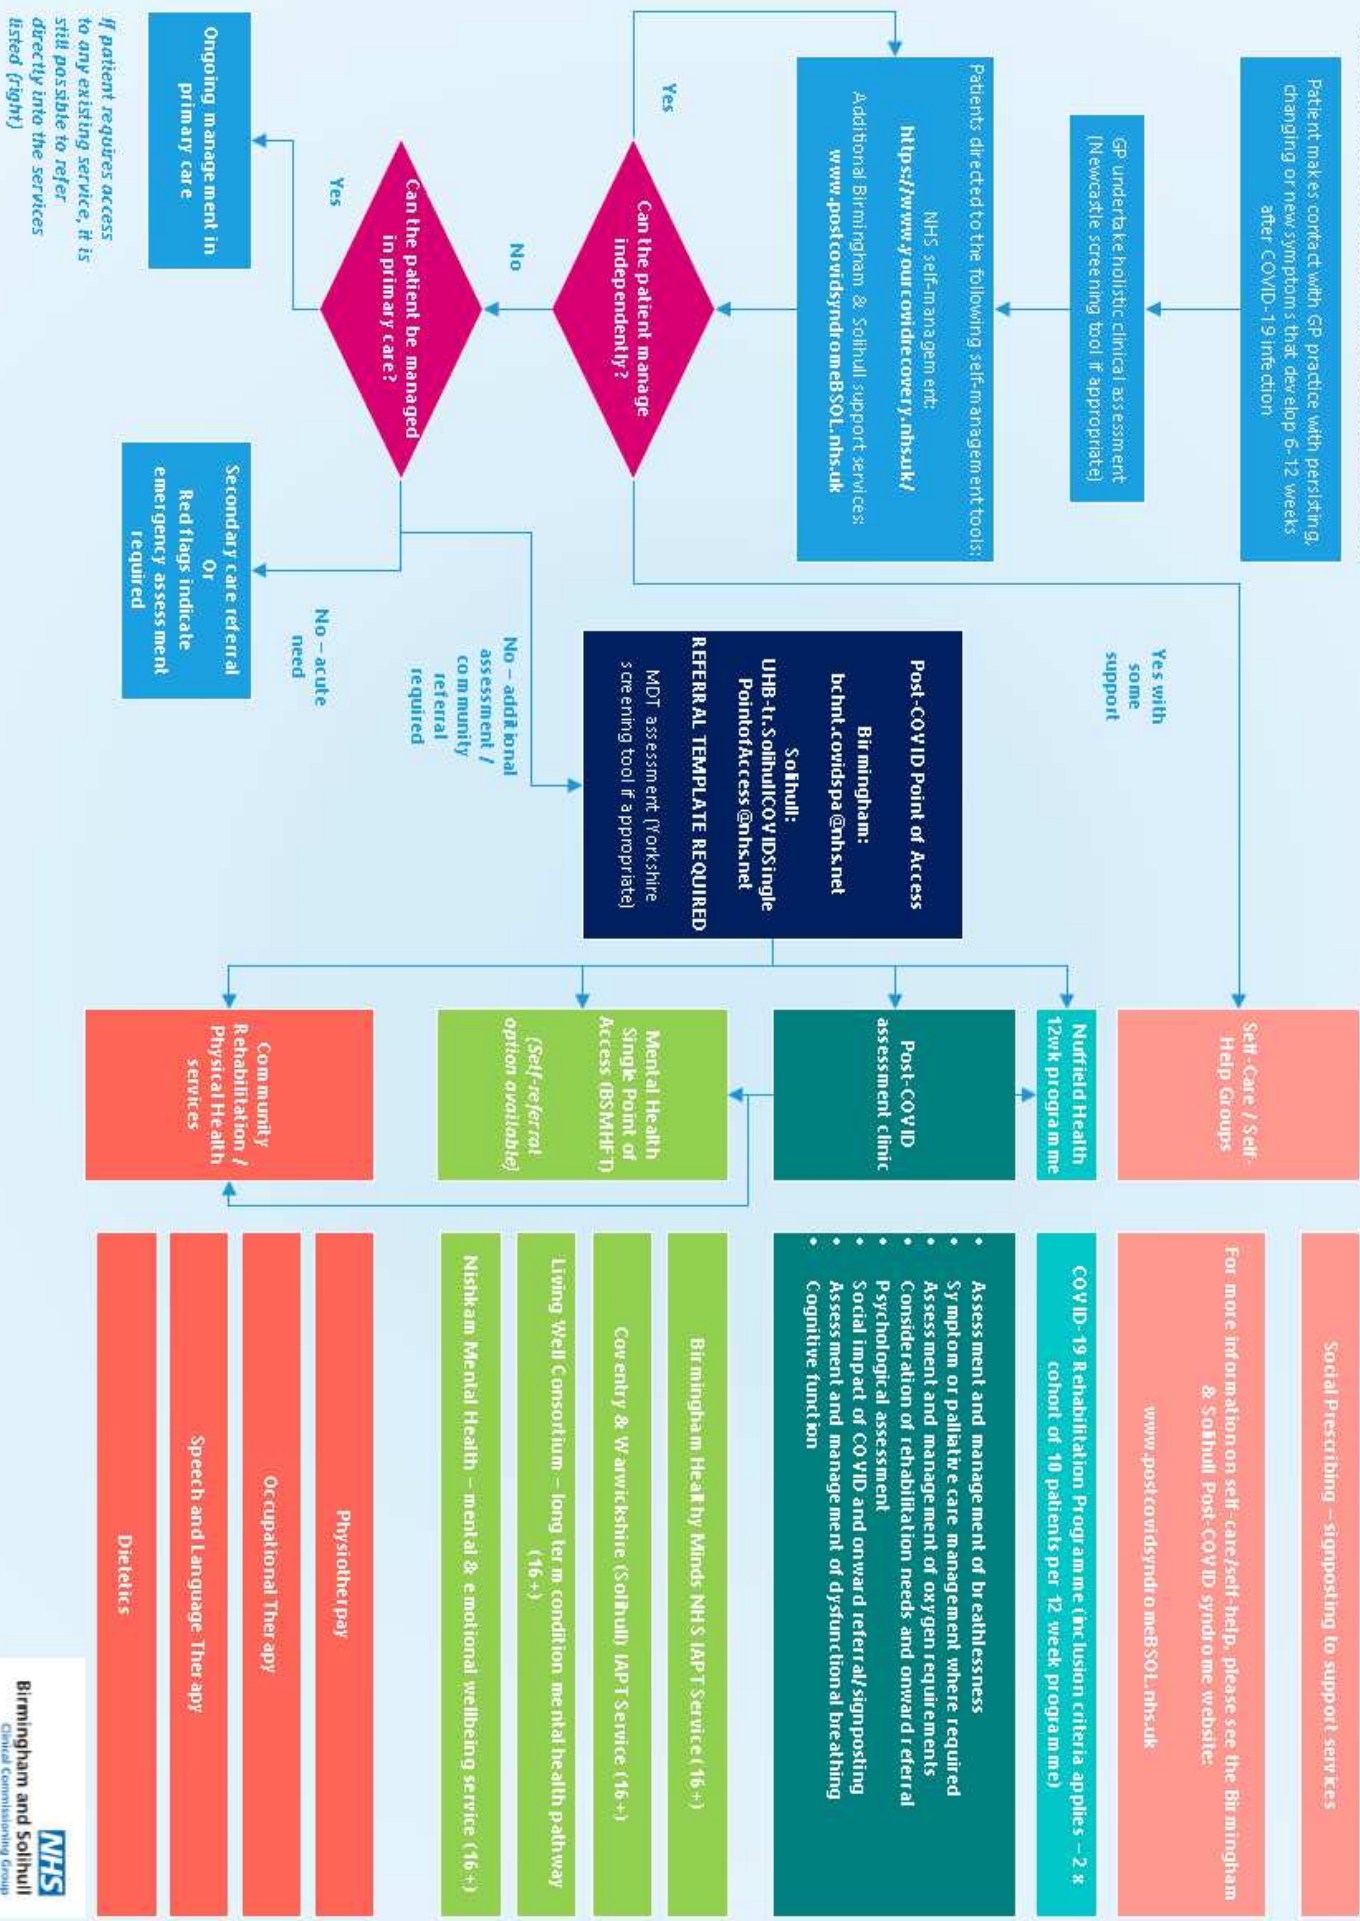 Patient makes contact with GP practice with persisting,
changing or new symptoms that develop 6-12 weeks
after COVID-19 infection
GP undertake holistic clinical assessment
(Newcastle screening tool if appropriate)
Patients directed to the following self-management tools:
NHS self-management:
https://www.yourcovidrecovery.nhs.uk/
Additional Birmingham & Solihull support services:
www.postcovidsyndromeBSOL.nhs.uk
Yes
Can the patient manage
independently?
No
Yes with
some
support
Can the patient be managed
in primary care?
Yes
Ongoing management in
primary care
If patient requires access
to any existing service, it is
still possible to refer
directly into the services
listed (right)
No – additional
assessment /
community
referral
required
No – acute
need
Secondary care referral
Or
Red flags indicate
emergency assessment
required
Post-COVID Point of Access
Birmingham:
bchnt.covidspa@nhs.net
Solihull:
UHB-tr.SolihullCOVIDSingle
PointofAccess@nhs.net
REFERRAL TEMPLATE REQUIRED
MDT assessment (Yorkshire
screening tool if appropriate)
Social Prescribing – signposting to support services
Self-Care / Self-
Help Groups
For more information on self-care/self-help, please see the Birmingham
& Solihull Post-COVID syndrome website:
www.postcovidsyndromeBSOL.nhs.uk
Nuffield Health
12wk programme
COVID-19 Rehabilitation Programme (inclusion criteria applies – 2 x
cohort of 10 patients per 12 week programme)
Post-COVID
assessment clinic
• Assessment and management of breathlessness
• Symptom or palliative care management where required
• Assessment and management of oxygen requirements
• Consideration of rehabilitation needs and onward referral
• Psychological assessment
• Social impact of COVID and onward referral/signposting
• Assessment and management of dysfunctional breathing
• Cognitive function
Mental Health
Single Point of
Access (BSMHFT)
(Self-referral
option available)
Birmingham Healthy Minds NHS IAPT Service (16+)
Coventry & Warwickshire (Solihull) IAPT Service (16+)
Living Well Consortium – long term condition mental health pathway
(16+)
Nishkam Mental Health – mental & emotional wellbeing service (16+)
Community
Rehabilitation /
Physical Health
services
Physiotherpay
Occupational Therapy
Speech and Language Therapy
Dietetics
NHS
Birmingham and Solihull
Clinical Commissioning Group